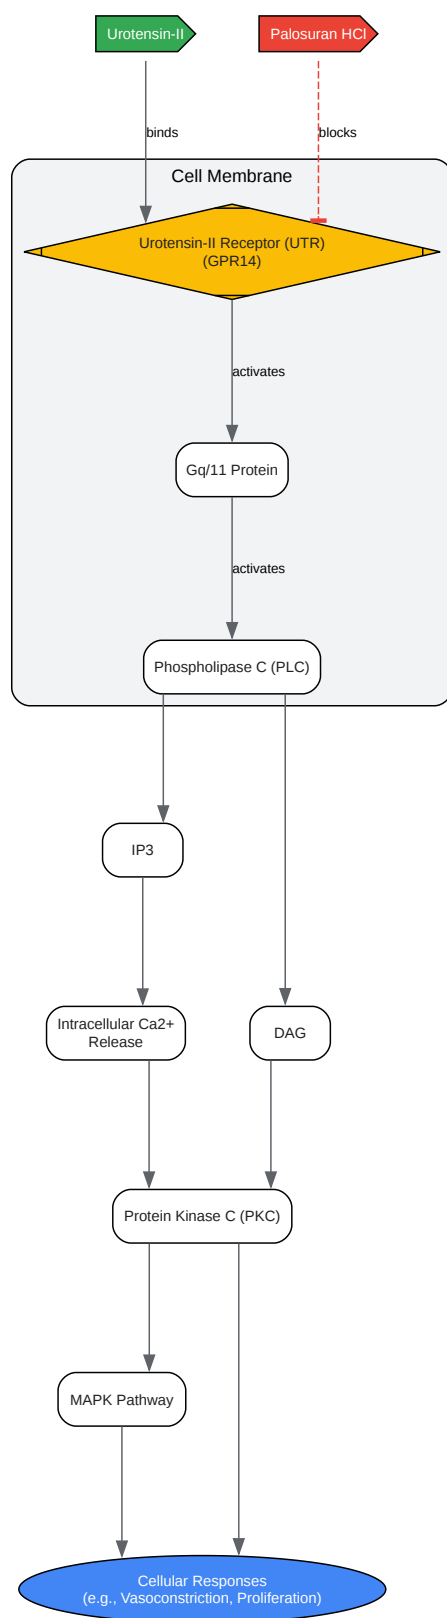 Urotensin-II
Palosuran HCl
binds
blocks
Cell Membrane
Urotensin-II Receptor (UTR)
(GPR14)
activates
Gq/11 Protein
activates
Phospholipase C (PLC)
IP3
Intracellular Ca2+
Release
DAG
Protein Kinase C (PKC)
MAPK Pathway
Cellular Responses
(e.g., Vasoconstriction, Proliferation)